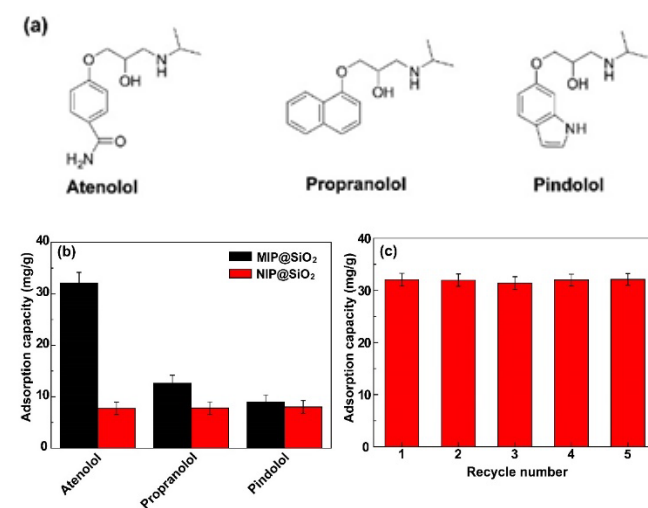 (a)
O
OH
N
H
H₂N
O
Atenolol
O
OH
N
H
Propranolol
O
OH
N
H
NH
Pindolol
(b)
MIP@SiO₂
NIP@SiO₂
Adsorption capacity (mg/g)
40
30
20
10
0
Atenolol
Propranolol
Pindolol
(c)
Adsorption capacity (mg/g)
40
30
20
10
0
1 2 3 4 5
Recycle number